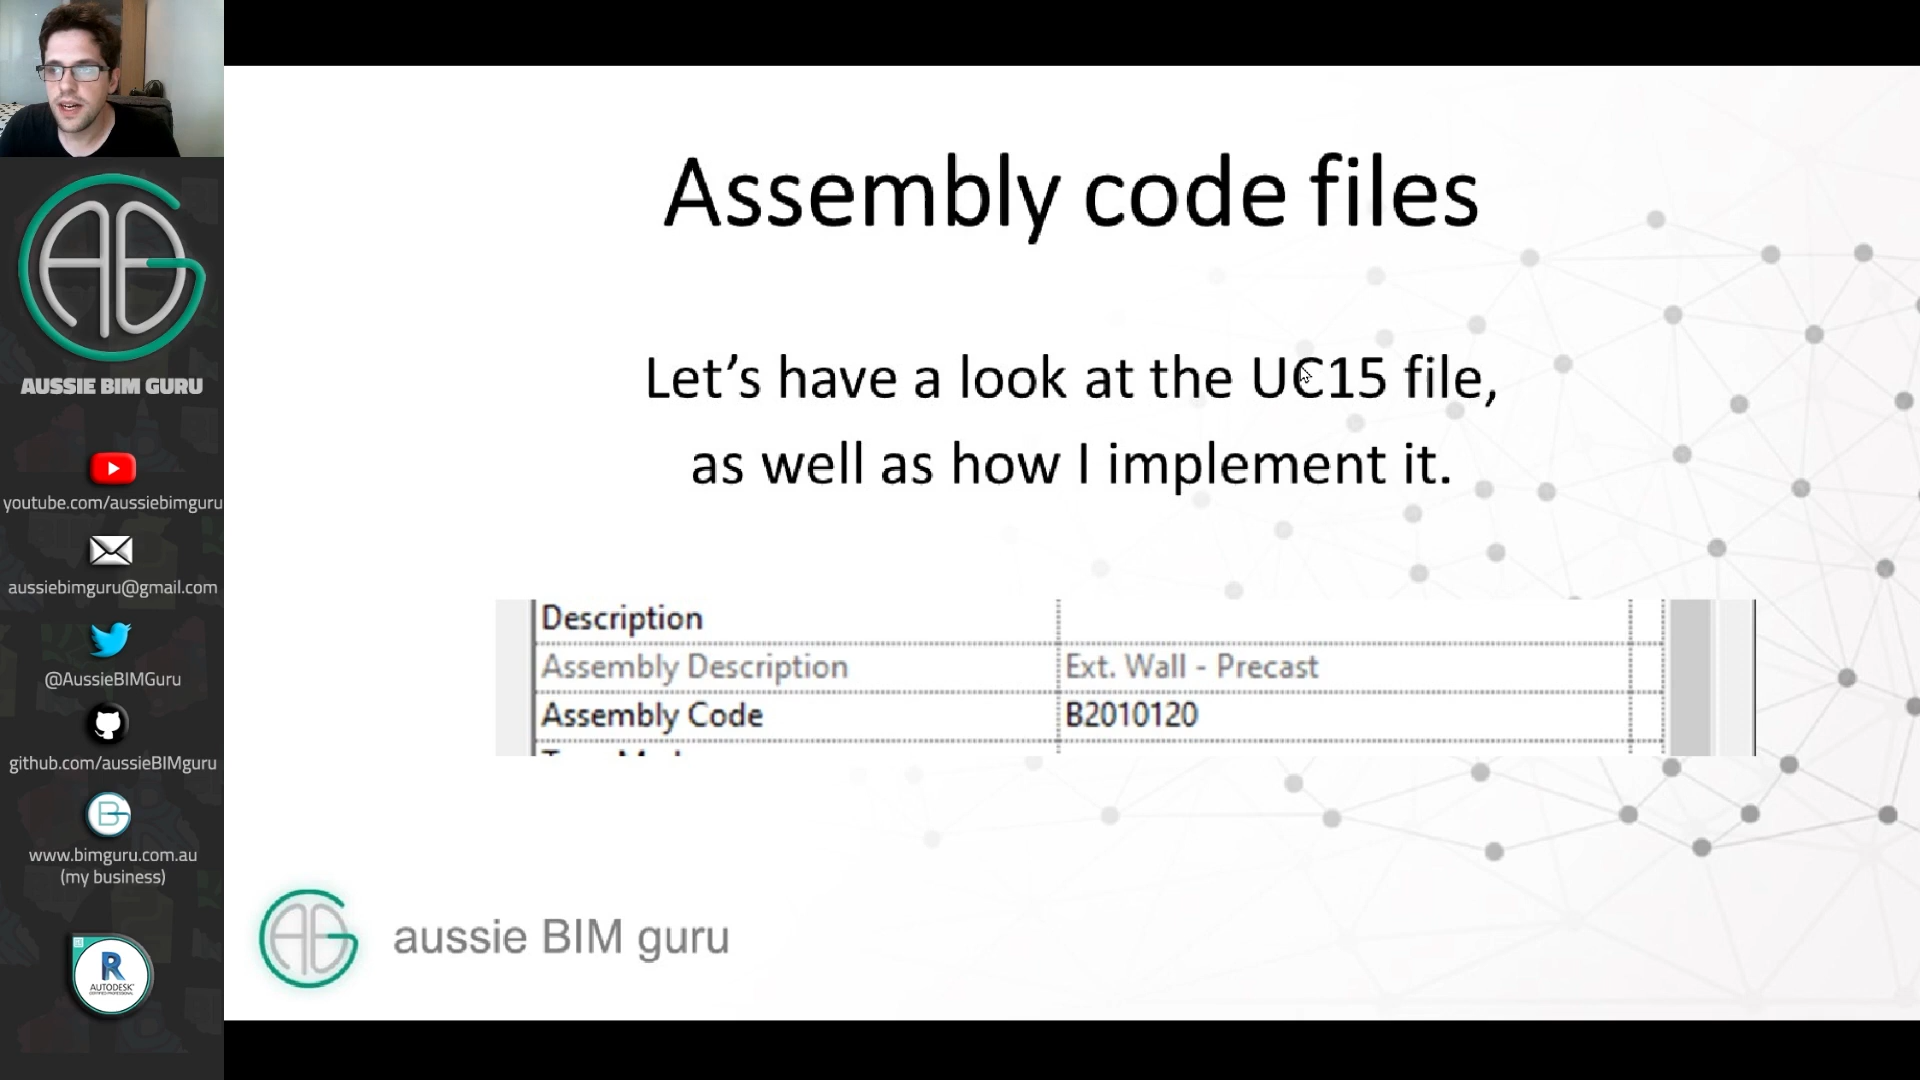 AUSSIE BIM GURU
youtube.com/aussiebimguru
aussiebimguru@gmail.com
@AussieBIMGuru
github.com/aussieBIMguru
www.bimguru.com.au
(my business)
R
AUTODESK
Assembly code files
Let's have a look at the UC15 file,
as well as how I implement it.
Description
Assembly Description Ext. Wall - Precast
Assembly Code B2010120
aussie BIM guru